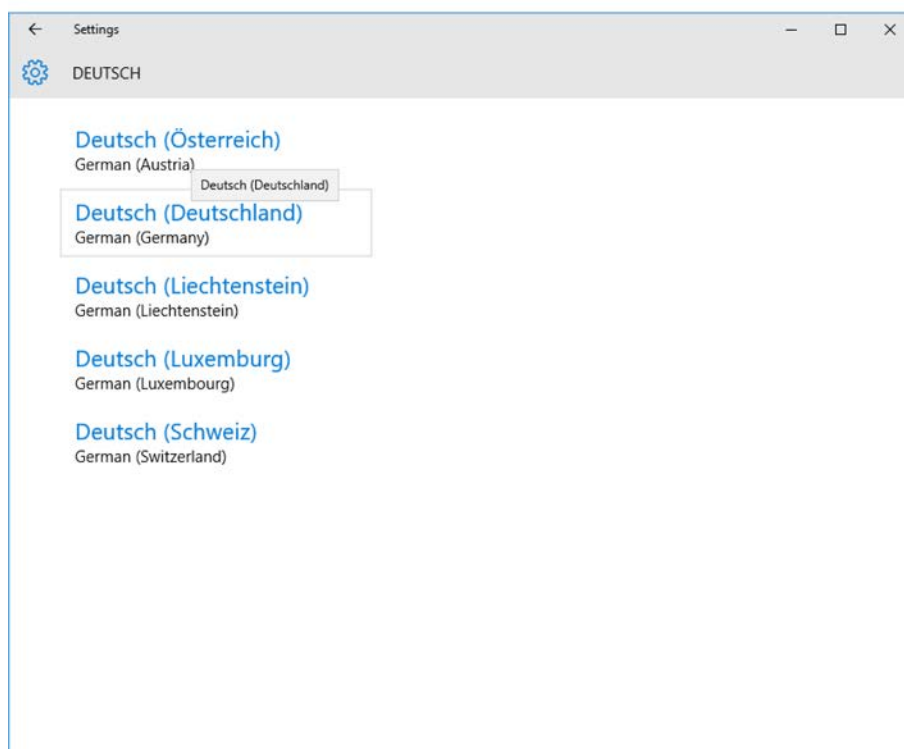 Settings
DEUTSCH
Deutsch (Österreich)
German (Austria)
Deutsch (Deutschland)
Deutsch (Deutschland)
German (Germany)
Deutsch (Liechtenstein)
German (Liechtenstein)
Deutsch (Luxemburg)
German (Luxembourg)
Deutsch (Schweiz)
German (Switzerland)